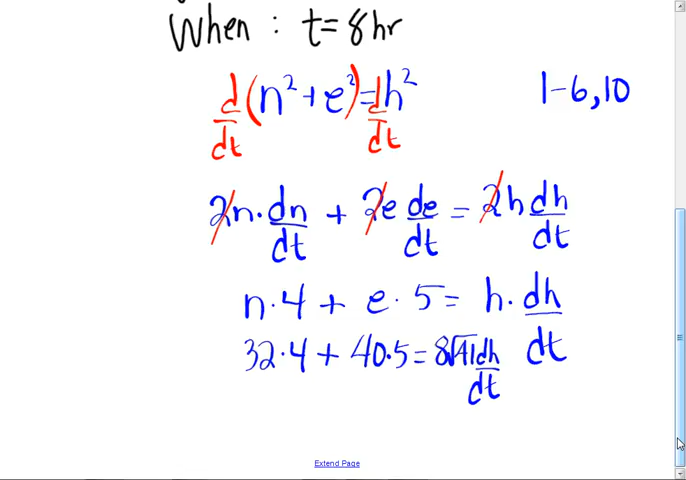 When : t=8hr
d/dt(n²+e²)=d/dt h²
1-6,10
2n·dn/dt + 2e de/dt = 2h dh/dt
n·4 + e·5 = h·dh/dt
32·4 + 40·5 = 8√41 dh/dt
Extend Page